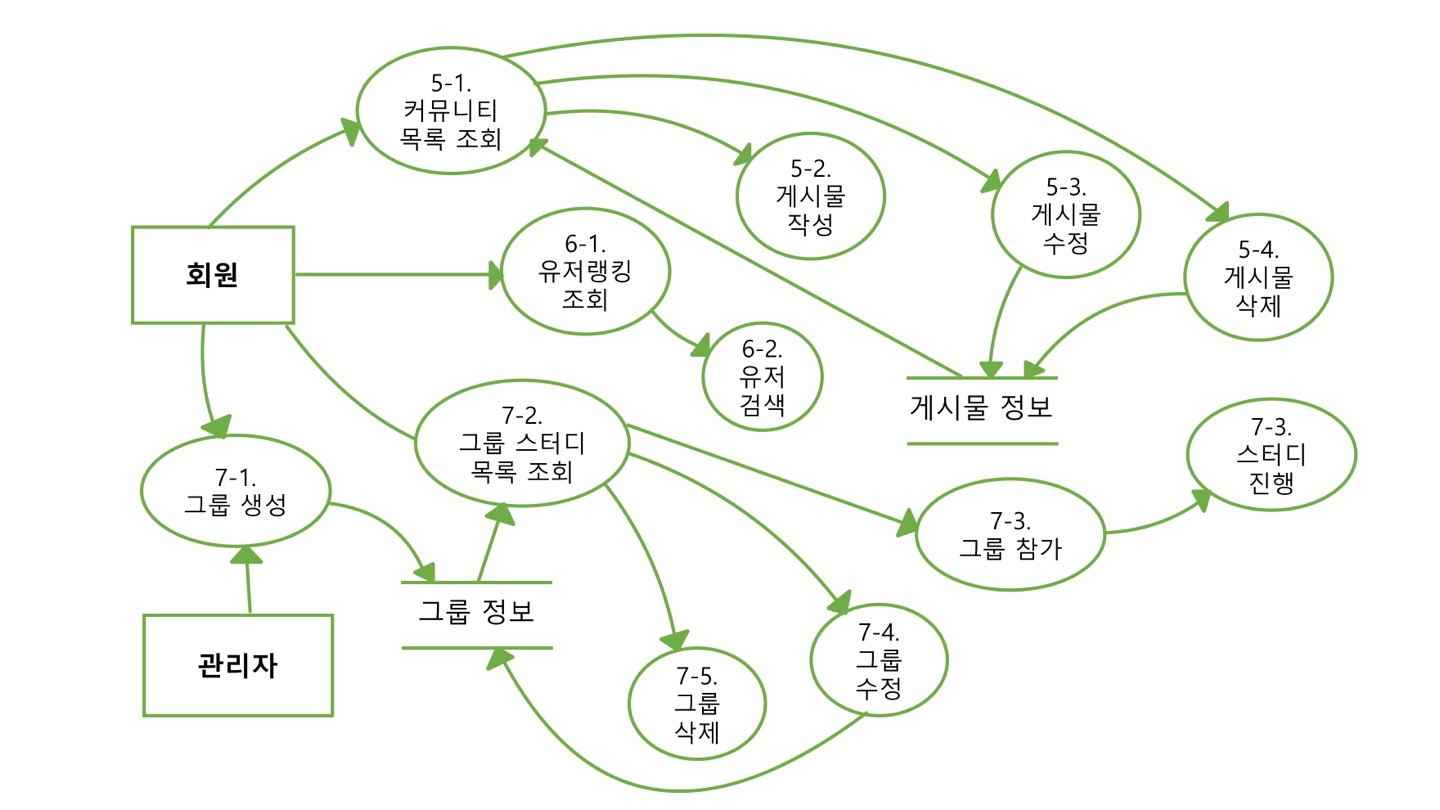 5-1.
커뮤니티
목록 조회
5-2.
게시물
작성
5-3.
게시물
수정
5-4.
게시물
삭제
회원
6-1.
유저랭킹
조회
6-2.
유저
검색
게시물 정보
7-2.
그룹 스터디
목록 조회
7-3.
스터디
진행
7-1.
그룹 생성
7-3.
그룹 참가
그룹 정보
관리자
7-5.
그룹
삭제
7-4.
그룹
수정